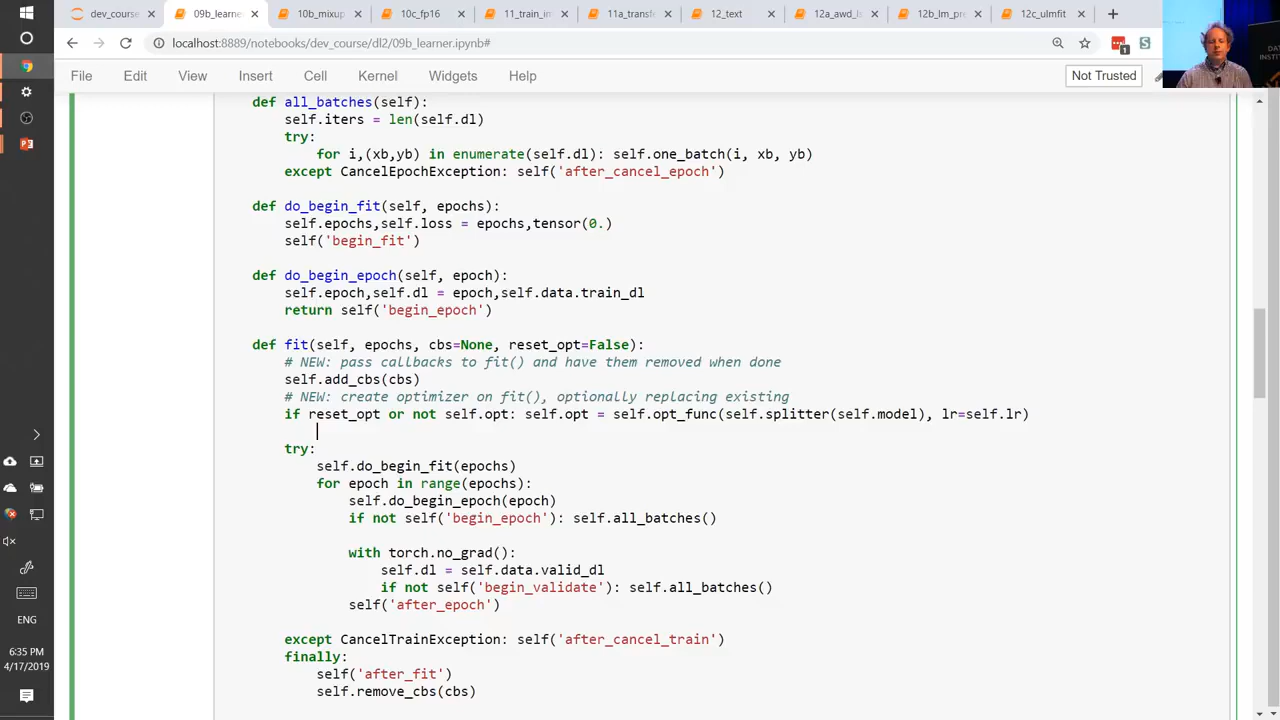 dev_course
09b_learne
10b_mixup
10c_fp16
11_train_in
11a_transfe
12_text
12a_awd_ls
12b_lm_pre
12c_ulmfit
localhost:8889/notebooks/dev_course/dl2/09b_learner.ipynb#
File Edit View Insert Cell Kernel Widgets Help
Not Trusted
def all_batches(self):
self.iters = len(self.dl)
try:
for i,(xb,yb) in enumerate(self.dl): self.one_batch(i, xb, yb)
except CancelEpochException: self('after_cancel_epoch')
def do_begin_fit(self, epochs):
self.epochs,self.loss = epochs,tensor(0.)
self('begin_fit')
def do_begin_epoch(self, epoch):
self.epoch,self.dl = epoch,self.data.train_dl
return self('begin_epoch')
def fit(self, epochs, cbs=None, reset_opt=False):
# NEW: pass callbacks to fit() and have them removed when done
self.add_cbs(cbs)
# NEW: create optimizer on fit(), optionally replacing existing
if reset_opt or not self.opt: self.opt = self.opt_func(self.splitter(self.model), lr=self.lr)
try:
self.do_begin_fit(epochs)
for epoch in range(epochs):
self.do_begin_epoch(epoch)
if not self('begin_epoch'): self.all_batches()
with torch.no_grad():
self.dl = self.data.valid_dl
if not self('begin_validate'): self.all_batches()
self('after_epoch')
except CancelTrainException: self('after_cancel_train')
finally:
self('after_fit')
self.remove_cbs(cbs)
ENG
6:35 PM
4/17/2019